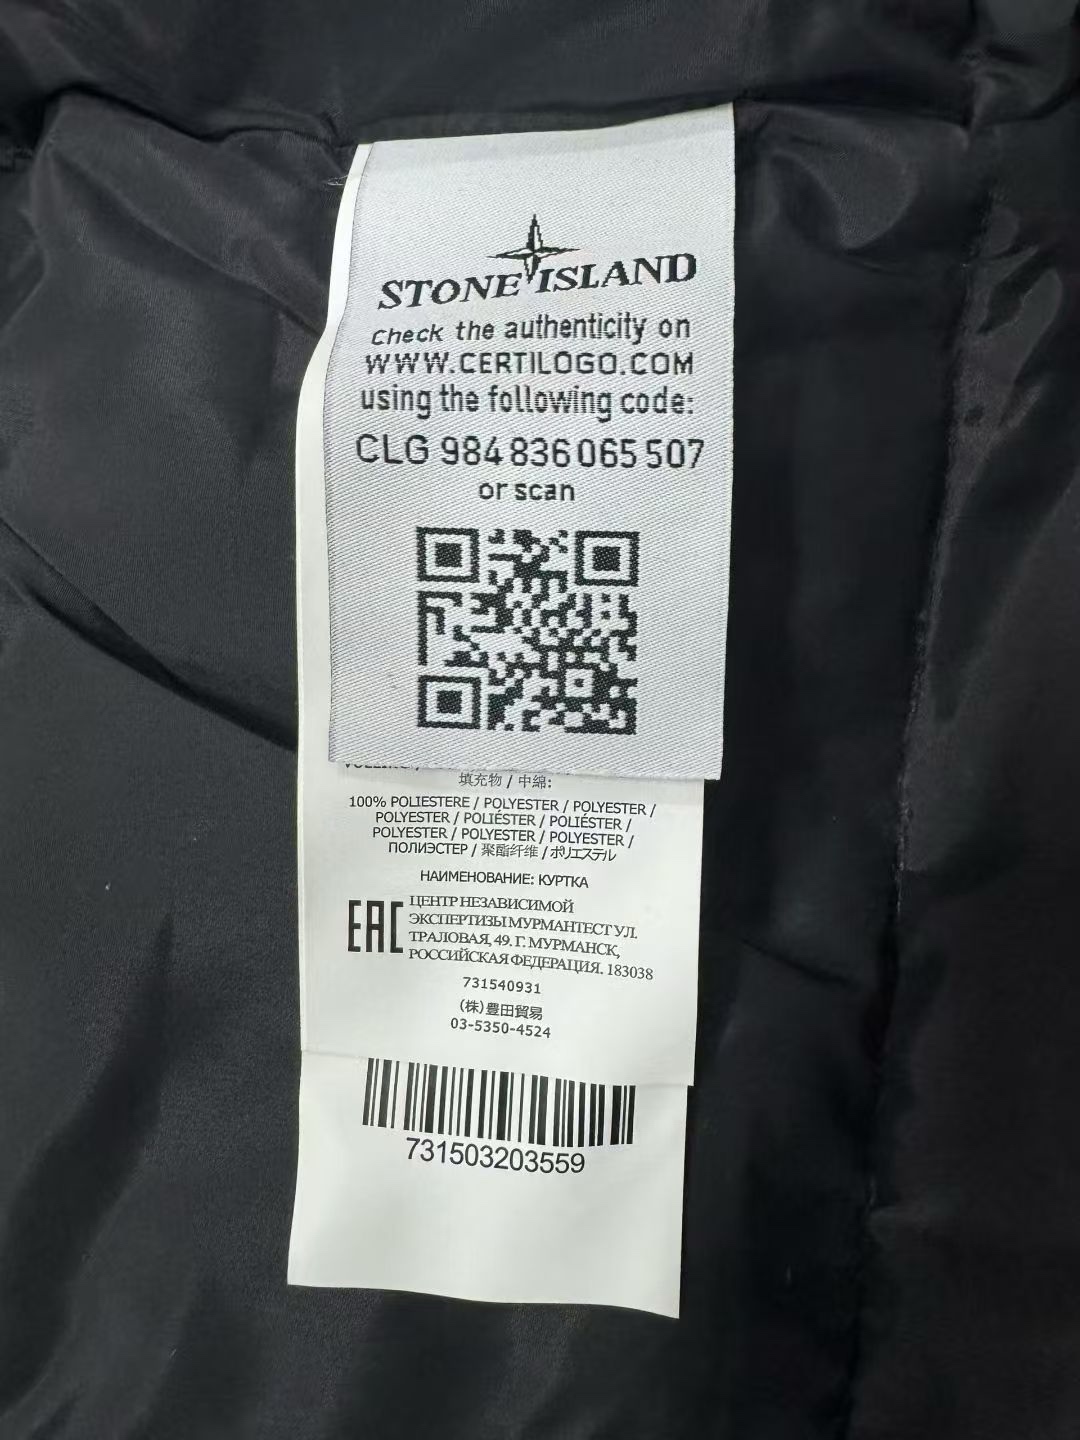 STONE ISLAND
Check the authenticity on
WWW.CERTILOGO.COM
using the following code:
CLG 984 836 065 507
or scan
填充物 / 中綿:
100% POLIESTERE / POLYESTER / POLYESTER /
POLYESTER / POLIÉSTER / POLIÉSTER /
POLYESTER / POLYESTER / POLYESTER /
ПОЛИЭСТЕР / 聚酯纤维 / ポリエステル
НАИМЕНОВАНИЕ: КУРТКА
EAC
ЦЕНТР НЕЗАВИСИМОЙ
ЭКСПЕРТИЗЫ МУРМАНТЕСТ УЛ.
ТРАЛОВАЯ, 49. Г. МУРМАНСК,
РОССИЙСКАЯ ФЕДЕРАЦИЯ. 183038
731540931
(株)豊田貿易
03-5350-4524
731503203559